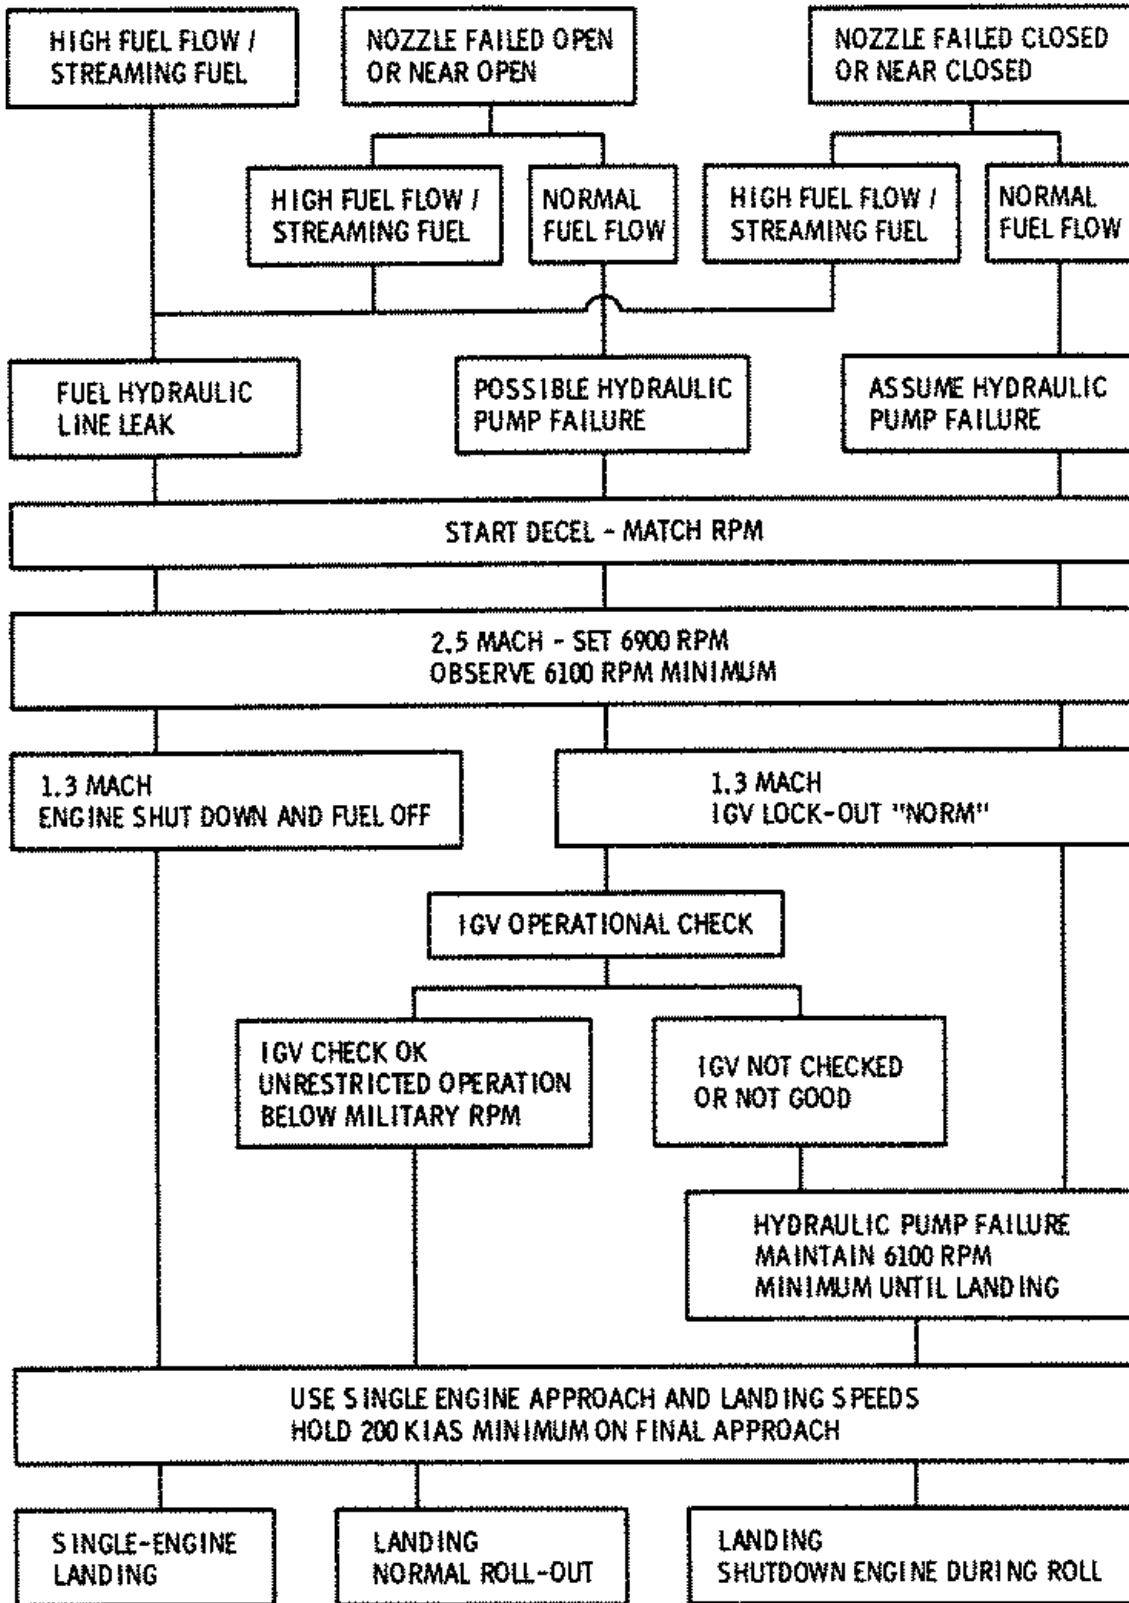 HIGH FUEL FLOW /
STREAMING FUEL
NOZZLE FAILED OPEN
OR NEAR OPEN
NOZZLE FAILED CLOSED
OR NEAR CLOSED
HIGH FUEL FLOW /
STREAMING FUEL
NORMAL
FUEL FLOW
HIGH FUEL FLOW /
STREAMING FUEL
NORMAL
FUEL FLOW
FUEL HYDRAULIC
LINE LEAK
POSSIBLE HYDRAULIC
PUMP FAILURE
ASSUME HYDRAULIC
PUMP FAILURE
START DECEL - MATCH RPM
2.5 MACH - SET 6900 RPM
OBSERVE 6100 RPM MINIMUM
1.3 MACH
ENGINE SHUT DOWN AND FUEL OFF
1.3 MACH
IGV LOCK-OUT "NORM"
IGV OPERATIONAL CHECK
IGV CHECK OK
UNRESTRICTED OPERATION
BELOW MILITARY RPM
IGV NOT CHECKED
OR NOT GOOD
HYDRAULIC PUMP FAILURE
MAINTAIN 6100 RPM
MINIMUM UNTIL LANDING
USE SINGLE ENGINE APPROACH AND LANDING SPEEDS
HOLD 200 KIAS MINIMUM ON FINAL APPROACH
SINGLE-ENGINE
LANDING
LANDING
NORMAL ROLL-OUT
LANDING
SHUTDOWN ENGINE DURING ROLL